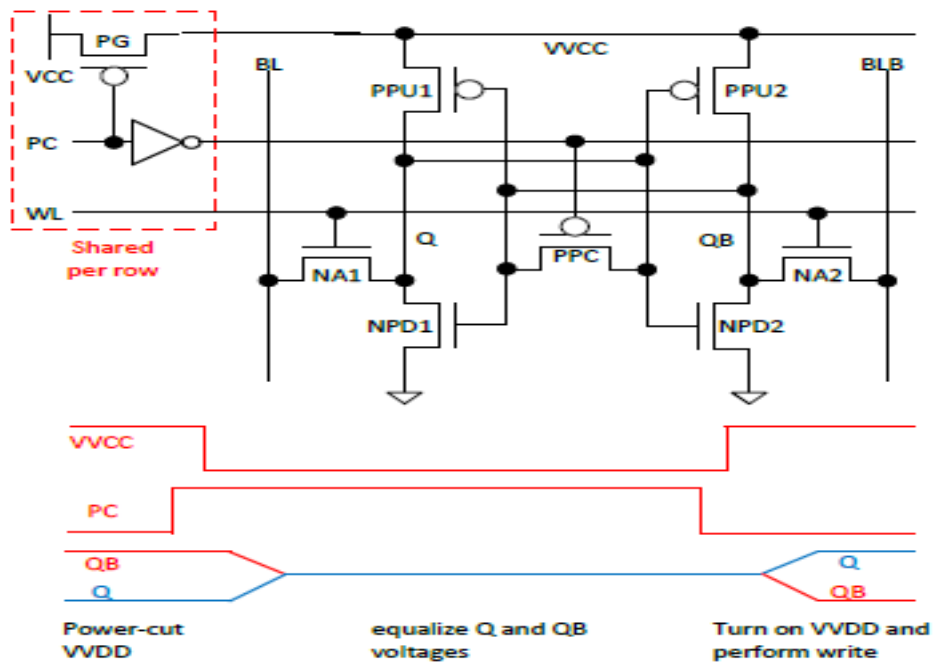 PG
VVCC
VCC
BL
BLB
PPU1
PPU2
PC
WL
Shared
per row
Q
QB
PPC
NA1
NA2
NPD1
NPD2
VVCC
PC
QB
Q
Q
QB
Power-cut
VVDD
equalize Q and QB
voltages
Turn on VVDD and
perform write